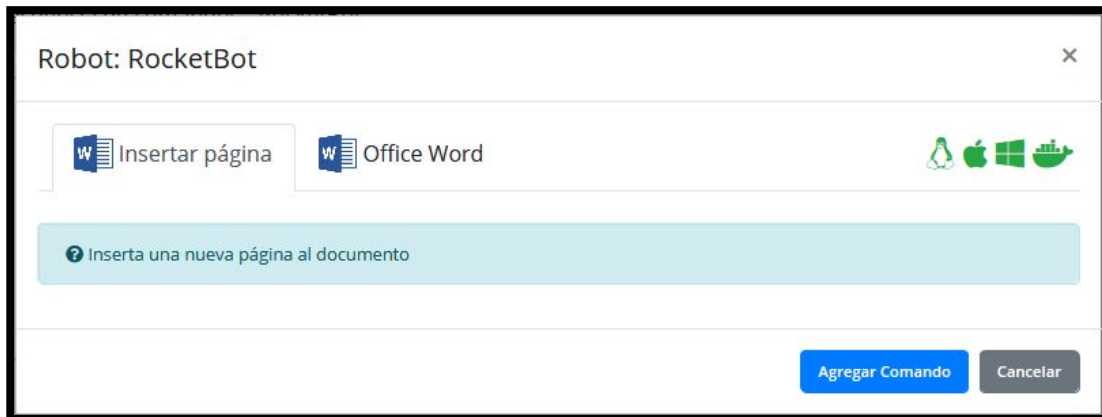 Robot: RocketBot
×
Insertar página
Office Word
Inserta una nueva página al documento
Agregar Comando
Cancelar